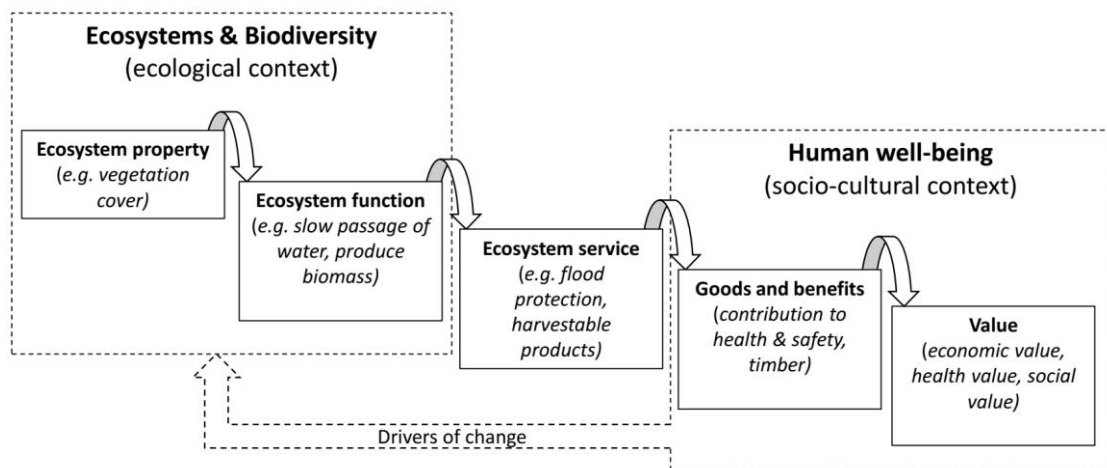 Ecosystems & Biodiversity
(ecological context)
Ecosystem property
(e.g. vegetation
cover)
Ecosystem function
(e.g. slow passage of
water, produce
biomass)
Ecosystem service
(e.g. flood
protection,
harvestable
products)
Human well-being
(socio-cultural context)
Goods and benefits
(contribution to
health & safety,
timber)
Value
(economic value,
health value, social
value)
Drivers of change